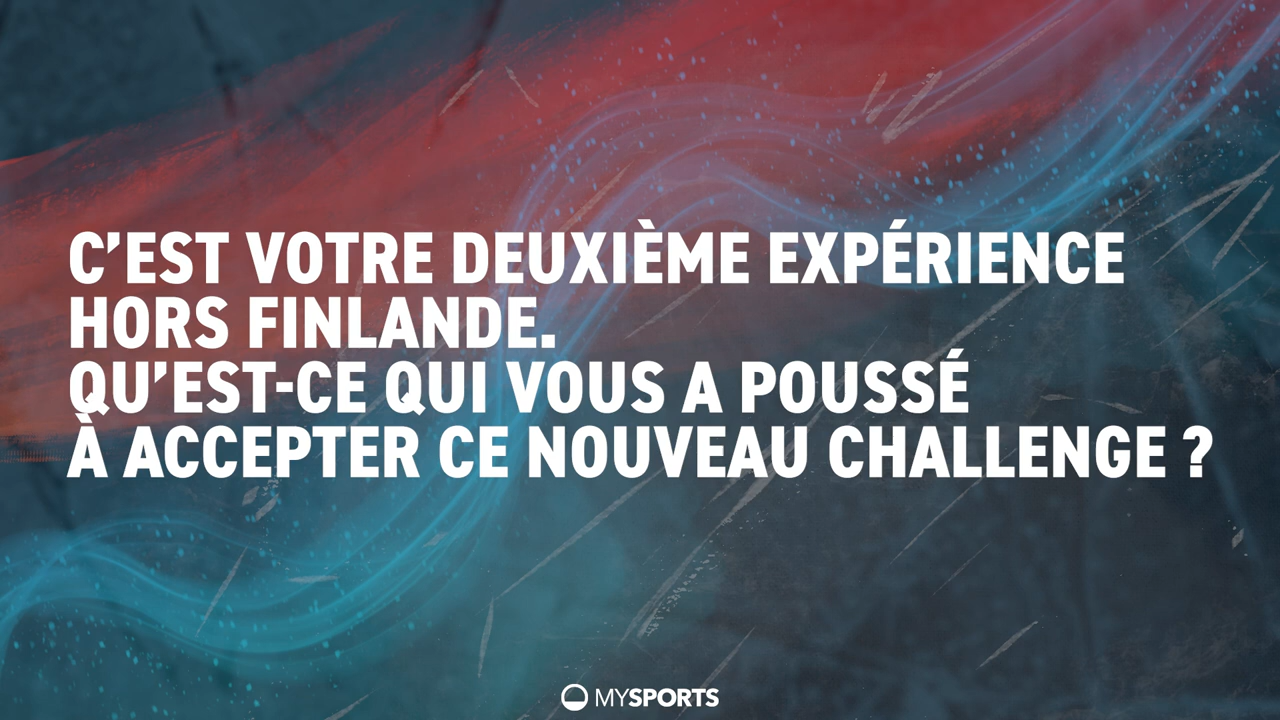 C’EST VOTRE DEUXIÈME EXPÉRIENCE
HORS FINLANDE.
QU’EST-CE QUI VOUS A POUSSÉ
À ACCEPTER CE NOUVEAU CHALLENGE ?
MYSPORTS